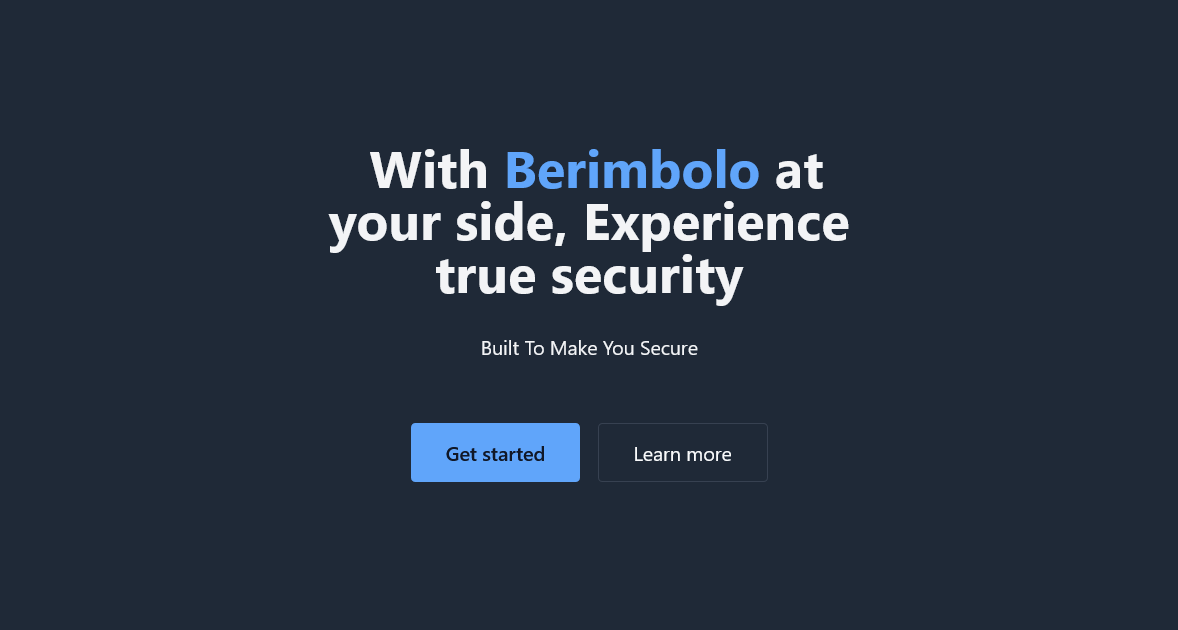 With Berimbolo at
your side, Experience
true security
Built To Make You Secure
Get started
Learn more